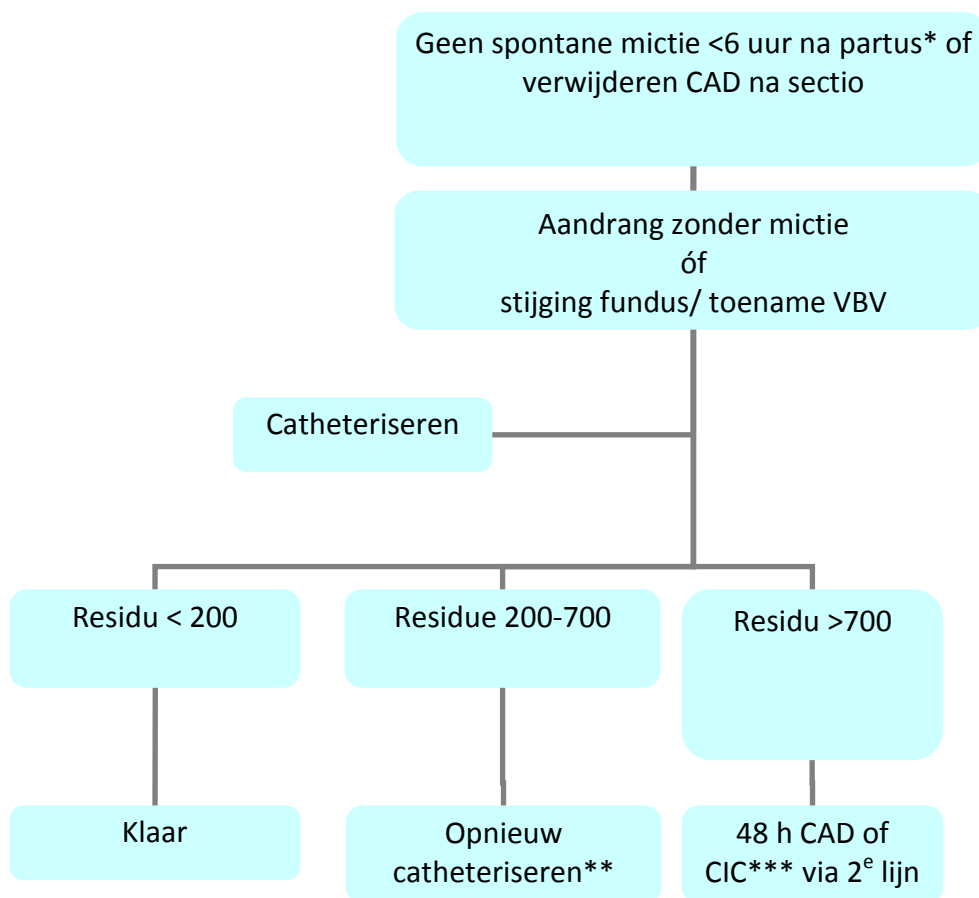 Geen spontane mictie <6 uur na partus* of
verwijderen CAD na sectio
Aandrang zonder mictie
óf
stijging fundus/ toename VBV
Catheteriseren
Residu < 200
Residue 200-700
Residu >700
Klaar
Opnieuw
catheteriseren**
48 h CAD of
CIC*** via 2e lijn